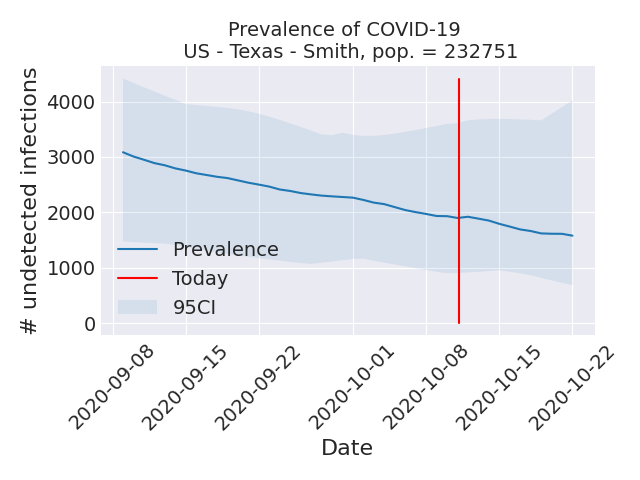 Prevalence of COVID-19
US - Texas - Smith, pop. = 232751
# undetected infections
4000
3000
2000
1000
0
Prevalence
Today
95CI
2020-09-08
2020-09-15
2020-09-22
2020-10-01
2020-10-08
2020-10-15
2020-10-22
Date